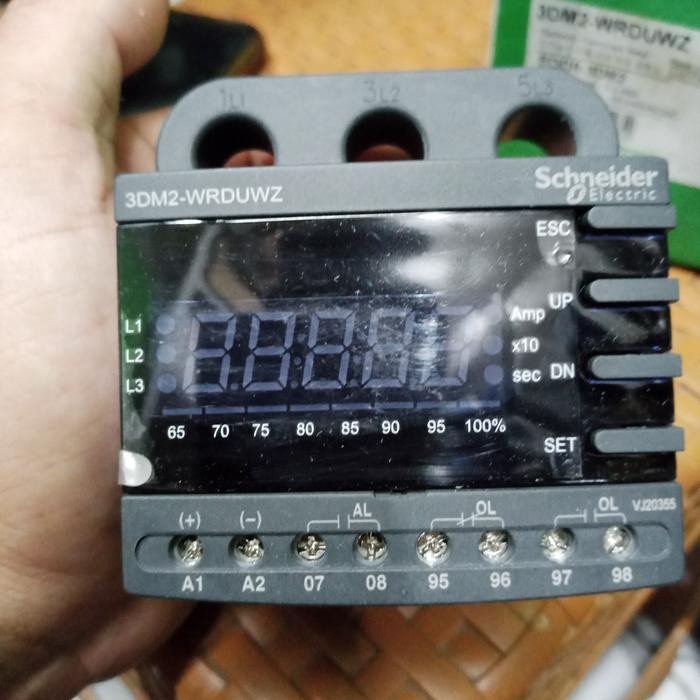 3DM2-WRDUWZ
1L1 3L2 5L3
3DM2-WRDUWZ
Schneider
Electric
ESC
UP
Amp
L1
L2
x10
L3
sec
DN
65 70 75 80 85 90 95 100%
SET
(+) (−) AL OL OL VJ20355
A1 A2 07 08 95 96 97 98